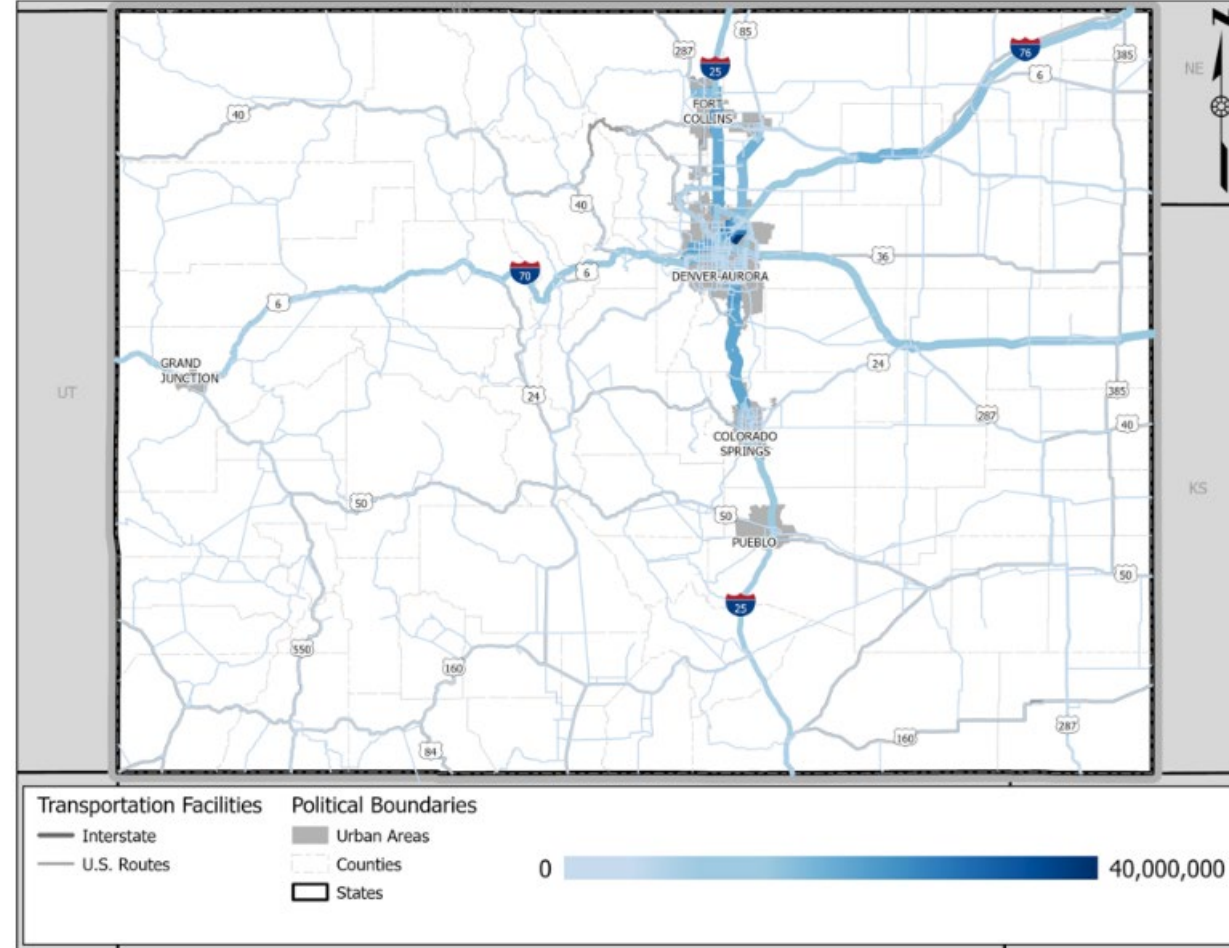 287
85
25
76
385
6
NE
N
40
FORT
COLLINS
40
36
DENVER-AURORA
70
6
6
GRAND
JUNCTION
24
UT
24
385
287
40
COLORADO
SPRINGS
KS
50
50
PUEBLO
50
25
550
160
287
160
84
Transportation Facilities
Interstate
U.S. Routes
Political Boundaries
Urban Areas
Counties
States
0
40,000,000